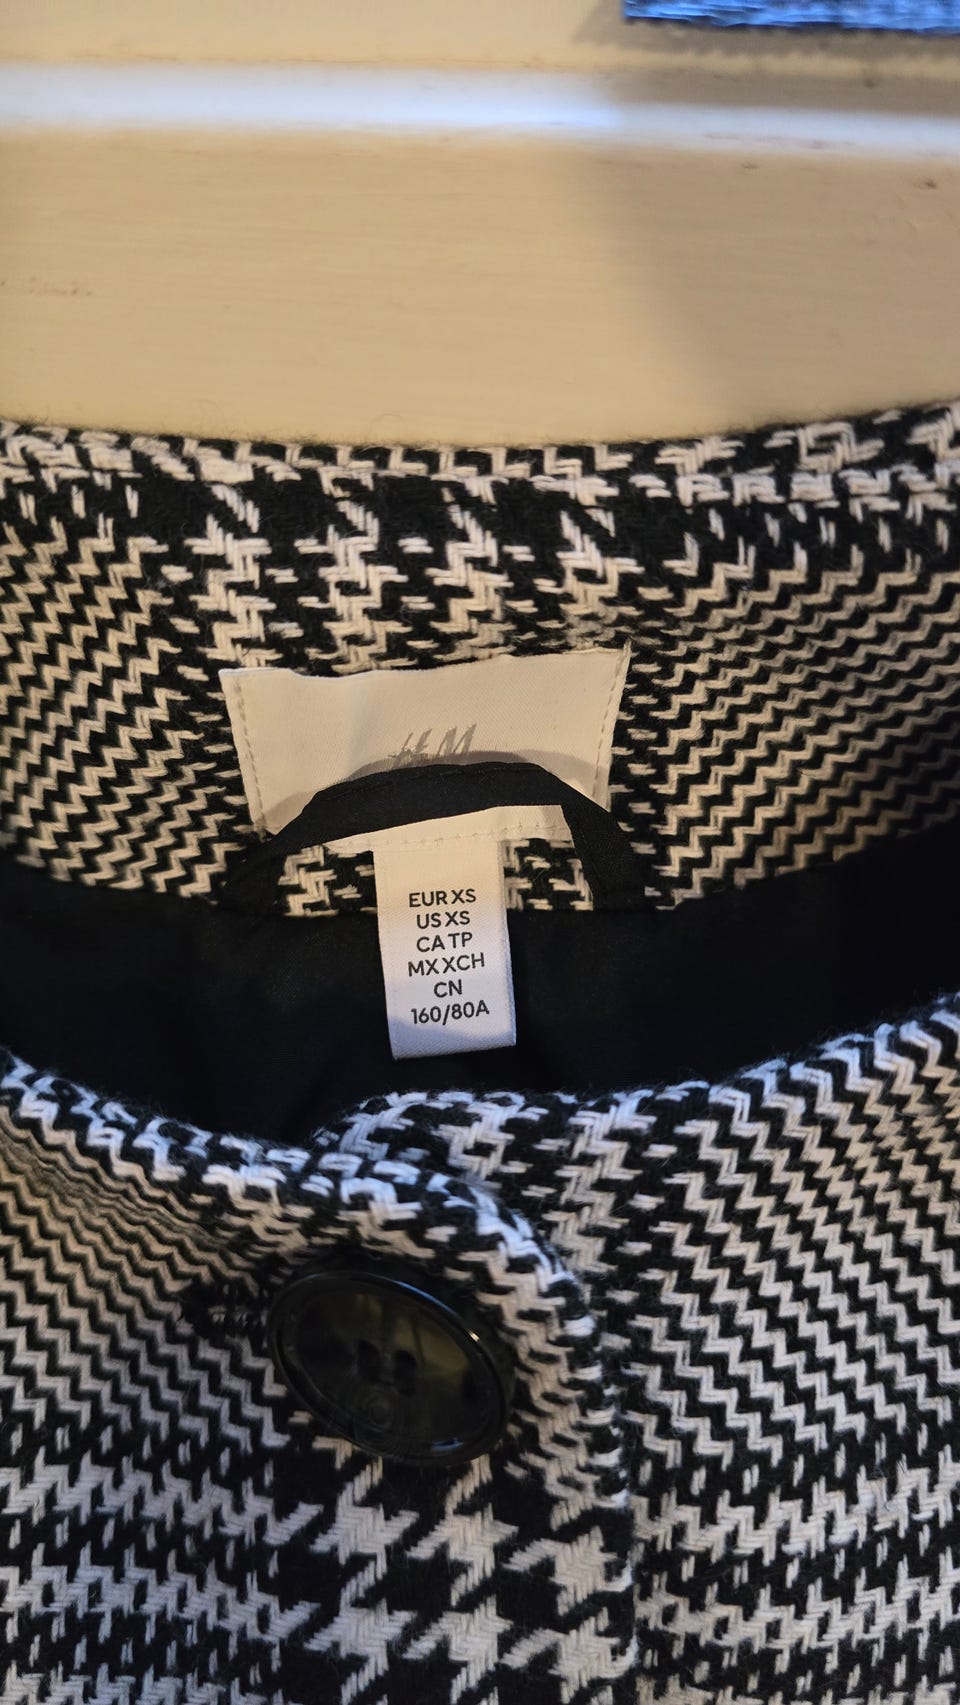 H&M
EUR XS
US XS
CA TP
MX XCH
CN
160/80A